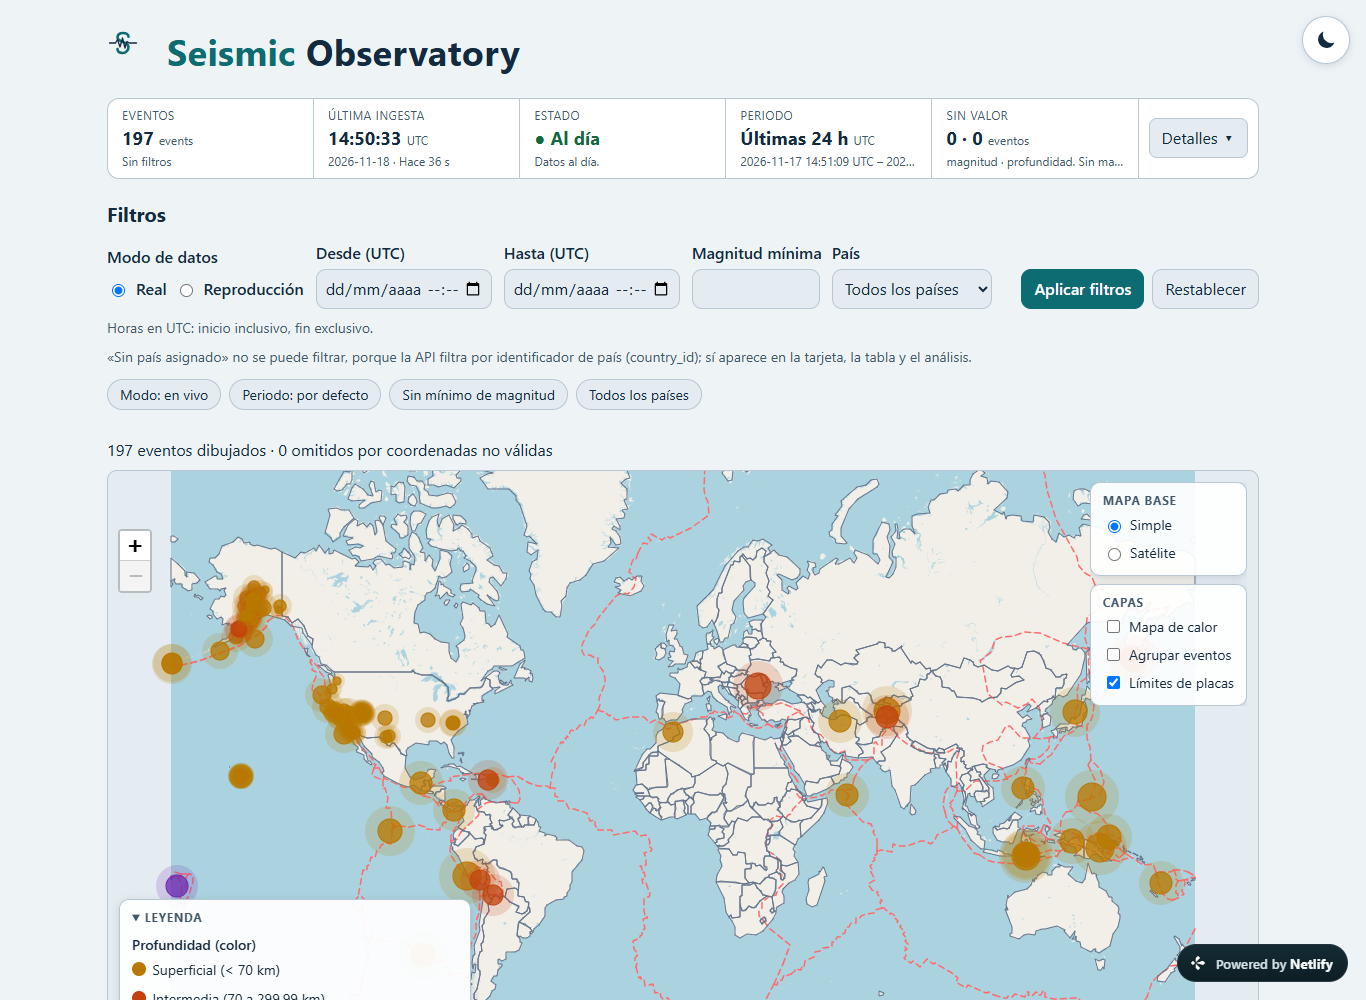 Seismic Observatory
EVENTOS
197 events
Sin filtros
ÚLTIMA INGESTA
14:50:33 UTC
2026-11-18 · Hace 36 s
ESTADO
● Al día
Datos al día.
PERIODO
Últimas 24 h UTC
2026-11-17 14:51:09 UTC – 202...
SIN VALOR
0 · 0 eventos
magnitud · profundidad. Sin ma...
Detalles ▼
Filtros
Modo de datos
Real
Reproducción
Desde (UTC)
dd/mm/aaaa --:--
Hasta (UTC)
dd/mm/aaaa --:--
Magnitud mínima
País
Todos los países
Aplicar filtros
Restablecer
Horas en UTC: inicio inclusivo, fin exclusivo.
«Sin país asignado» no se puede filtrar, porque la API filtra por identificador de país (country_id); sí aparece en la tarjeta, la tabla y el análisis.
Modo: en vivo
Periodo: por defecto
Sin mínimo de magnitud
Todos los países
197 eventos dibujados · 0 omitidos por coordenadas no válidas
+
−
MAPA BASE
Simple
Satélite
CAPAS
Mapa de calor
Agrupar eventos
Límites de placas
▼ LEYENDA
Profundidad (color)
Superficial (< 70 km)
Intermedia (70 a 299,99 km)
Powered by Netlify